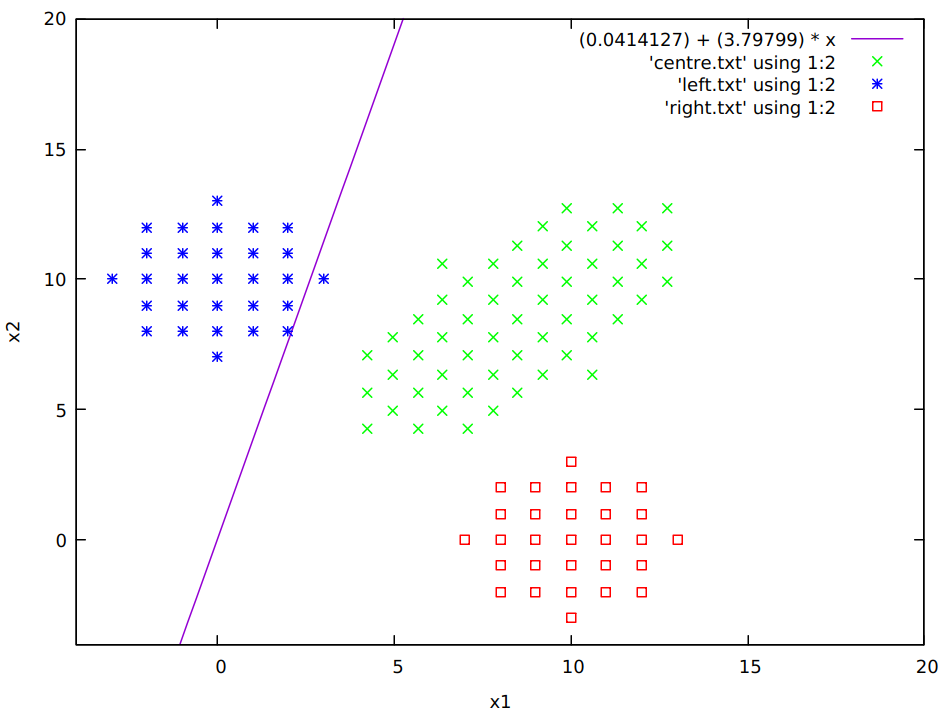 20
15
10
5
0
x2
(0.0414127) + (3.79799) * x
'centre.txt' using 1:2
'left.txt' using 1:2
'right.txt' using 1:2
0 5 10 15 20
x1